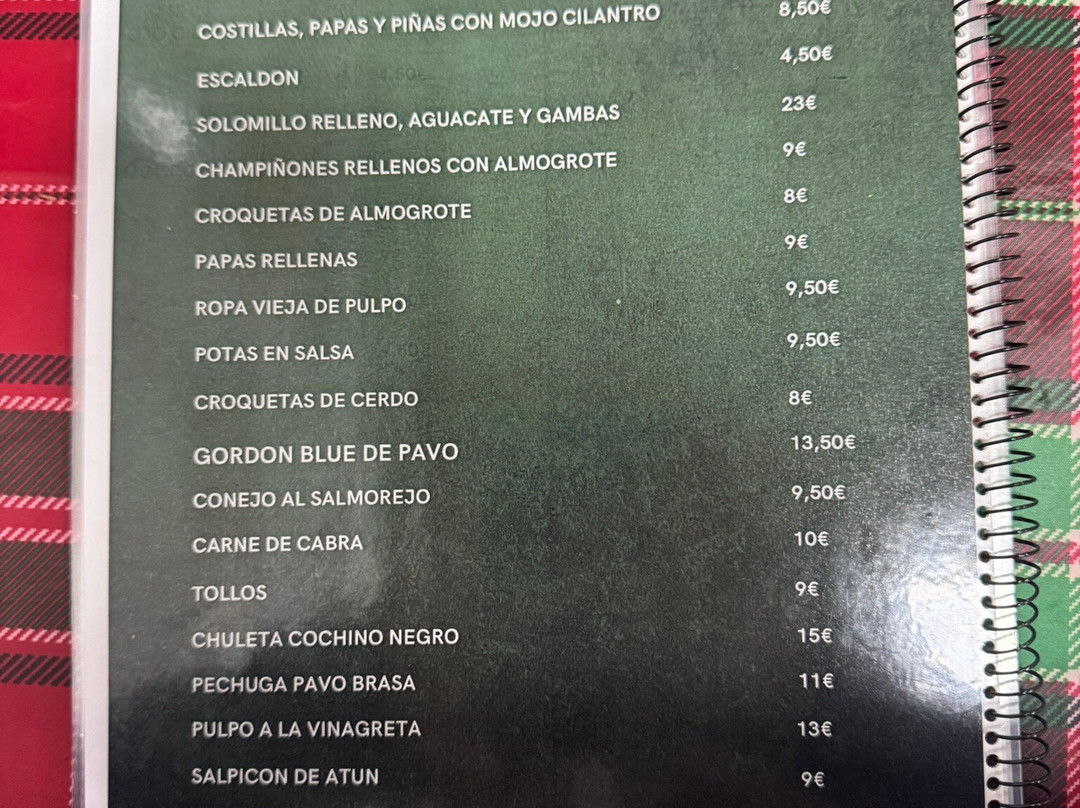 COSTILLAS, PAPAS Y PIÑAS CON MOJO CILANTRO 8,50€
ESCALDON 4,50€
SOLOMILLO RELLENO, AGUACATE Y GAMBAS 23€
CHAMPIÑONES RELLENOS CON ALMOGROTE 9€
CROQUETAS DE ALMOGROTE 8€
PAPAS RELLENAS 9€
ROPA VIEJA DE PULPO 9,50€
POTAS EN SALSA 9,50€
CROQUETAS DE CERDO 8€
GORDON BLUE DE PAVO 13,50€
CONEJO AL SALMOREJO 9,50€
CARNE DE CABRA 10€
TOLLOS 9€
CHULETA COCHINO NEGRO 15€
PECHUGA PAVO BRASA 11€
PULPO A LA VINAGRETA 13€
SALPICON DE ATUN 9€